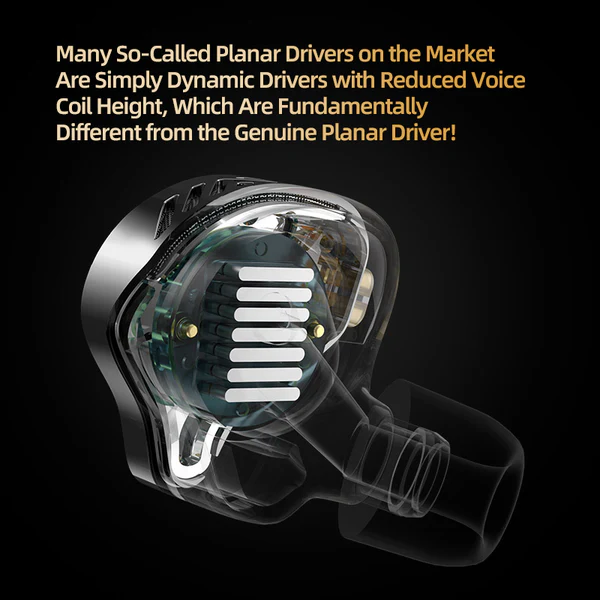 Many So-Called Planar Drivers on the Market
Are Simply Dynamic Drivers with Reduced Voice
Coil Height, Which Are Fundamentally
Different from the Genuine Planar Driver!